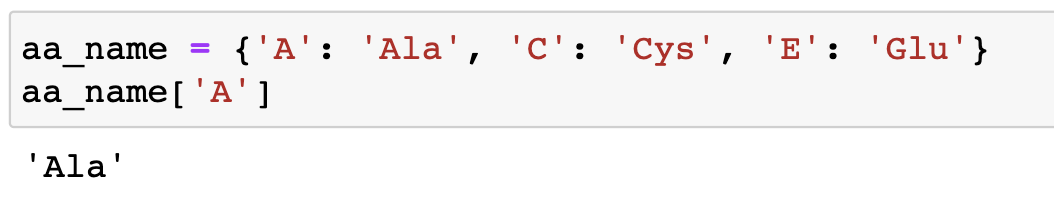 aa_name = {'A': 'Ala', 'C': 'Cys', 'E': 'Glu'}
aa_name['A']
'Ala'